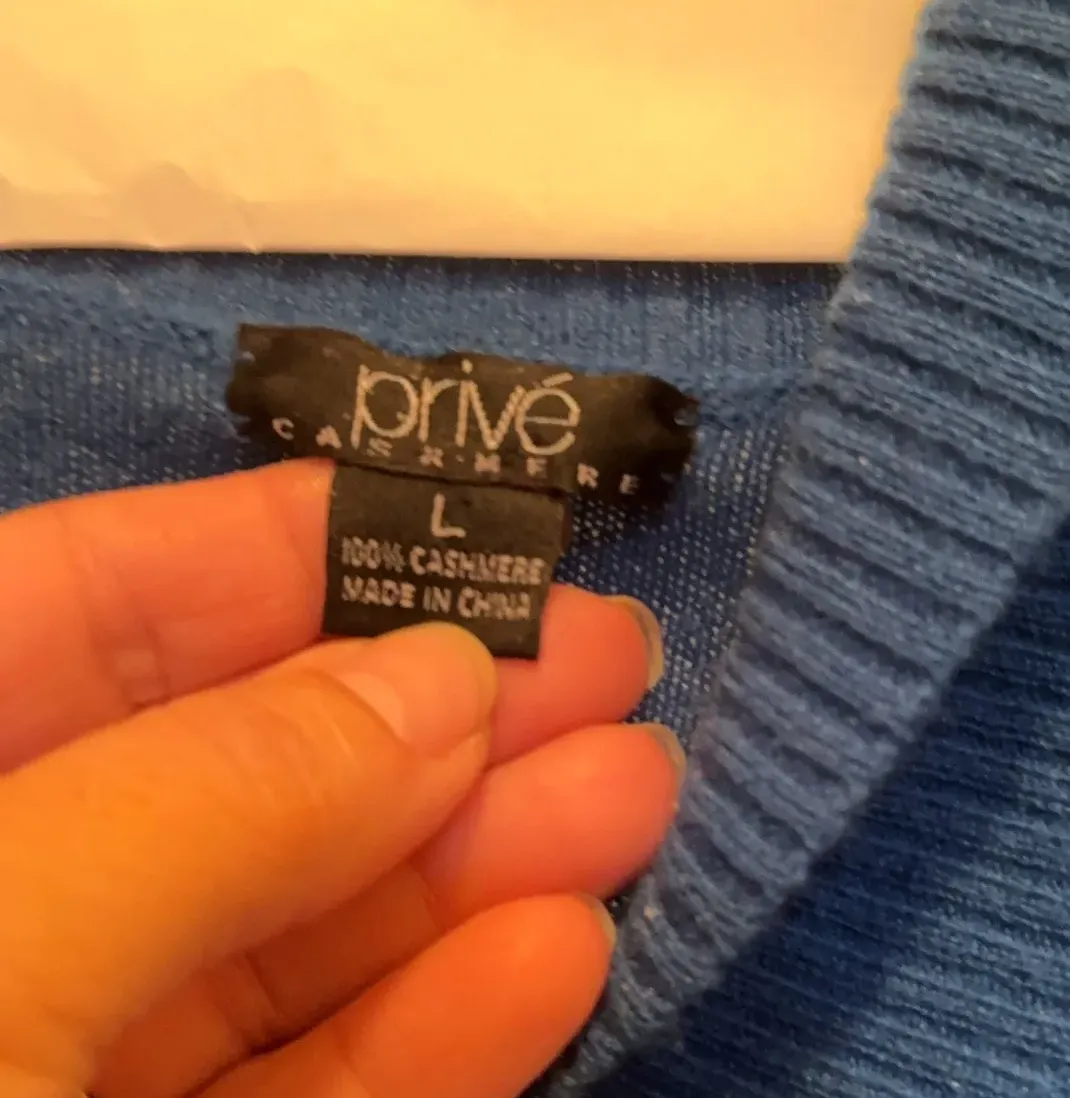 privé
CASHMERE
L
100% CASHMERE
MADE IN CHINA